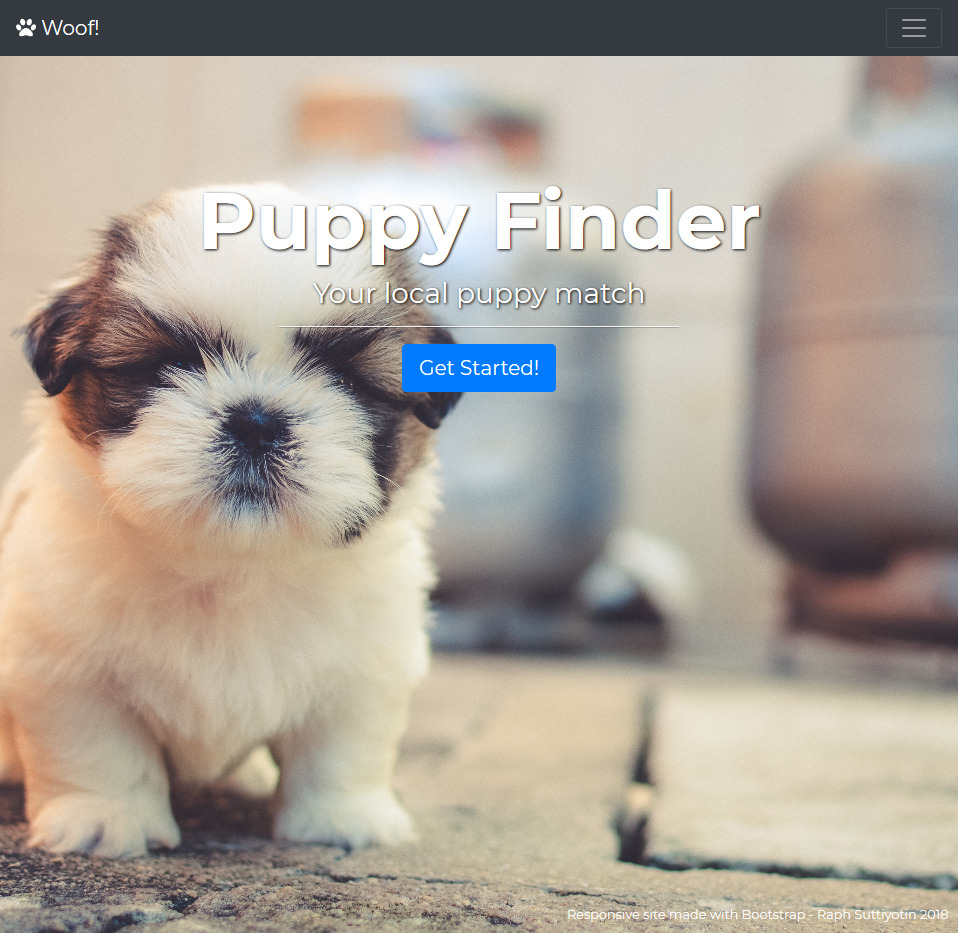 Woof!
Puppy Finder
Your local puppy match
Get Started!
Responsive site made with Bootstrap - Raph Suttiyotin 2018